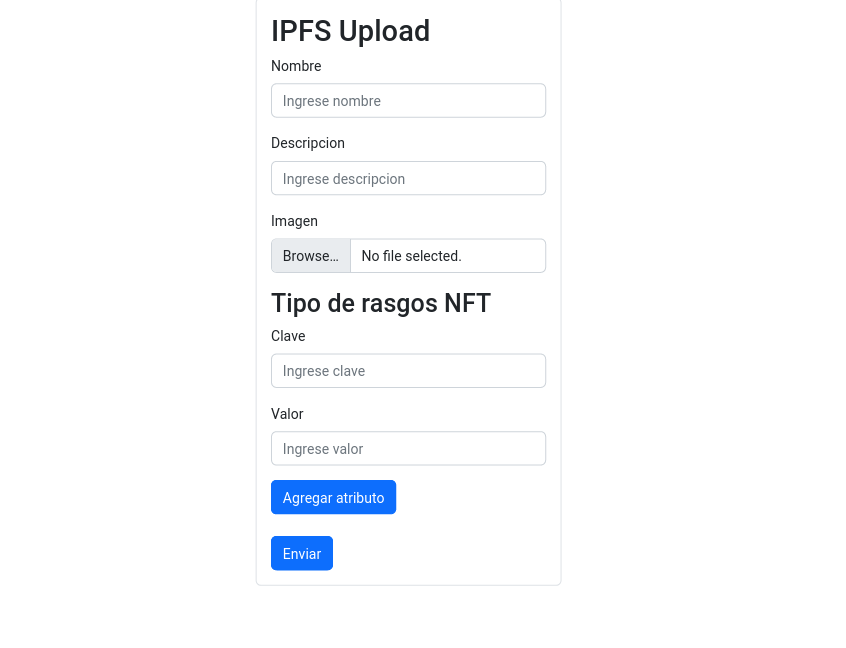 IPFS Upload
Nombre
Ingrese nombre
Descripcion
Ingrese descripcion
Imagen
Browse... No file selected.
Tipo de rasgos NFT
Clave
Ingrese clave
Valor
Ingrese valor
Agregar atributo
Enviar